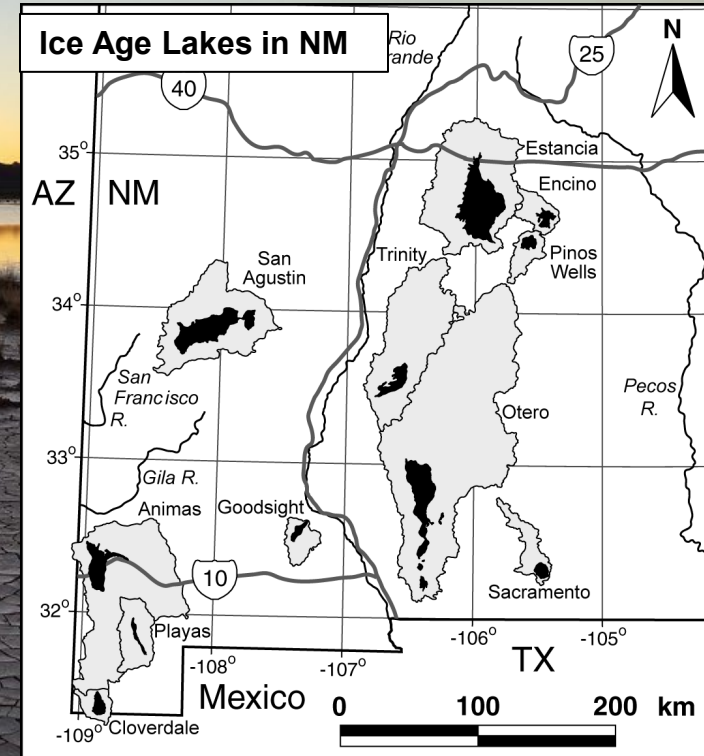 Ice Age Lakes in NM
Rio
rande
25
N
40
35°
Estancia
AZ
NM
Encino
San
Agustin
Trinity
Pinos
Wells
34°
San
Francisco
R.
Pecos
R.
Otero
33°
Gila R.
Animas
Goodsight
10
Sacramento
32°
Playas
-108°
-107°
-106°
-105°
TX
Mexico
0 100 200 km
-109°
Cloverdale